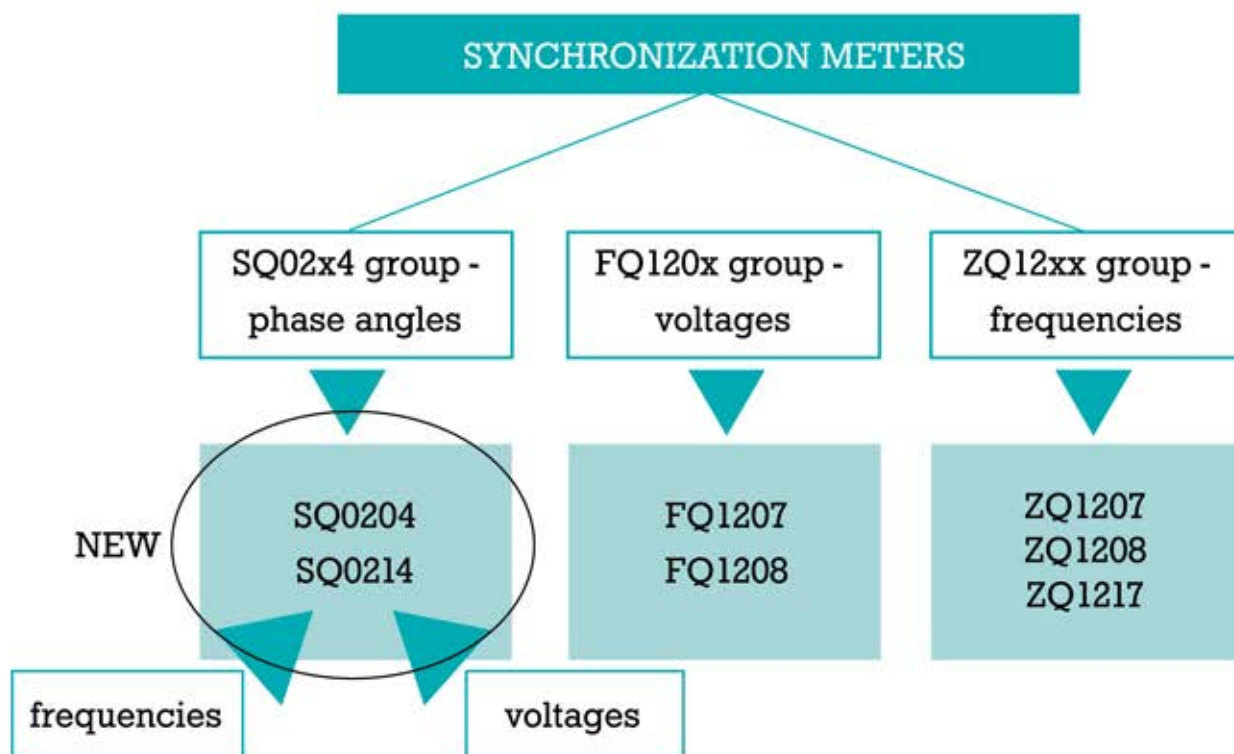 SYNCHRONIZATION METERS
SQ02x4 group -
phase angles
FQ120x group -
voltages
ZQ12xx group -
frequencies
NEW
SQ0204
SQ0214
FQ1207
FQ1208
ZQ1207
ZQ1208
ZQ1217
frequencies
voltages